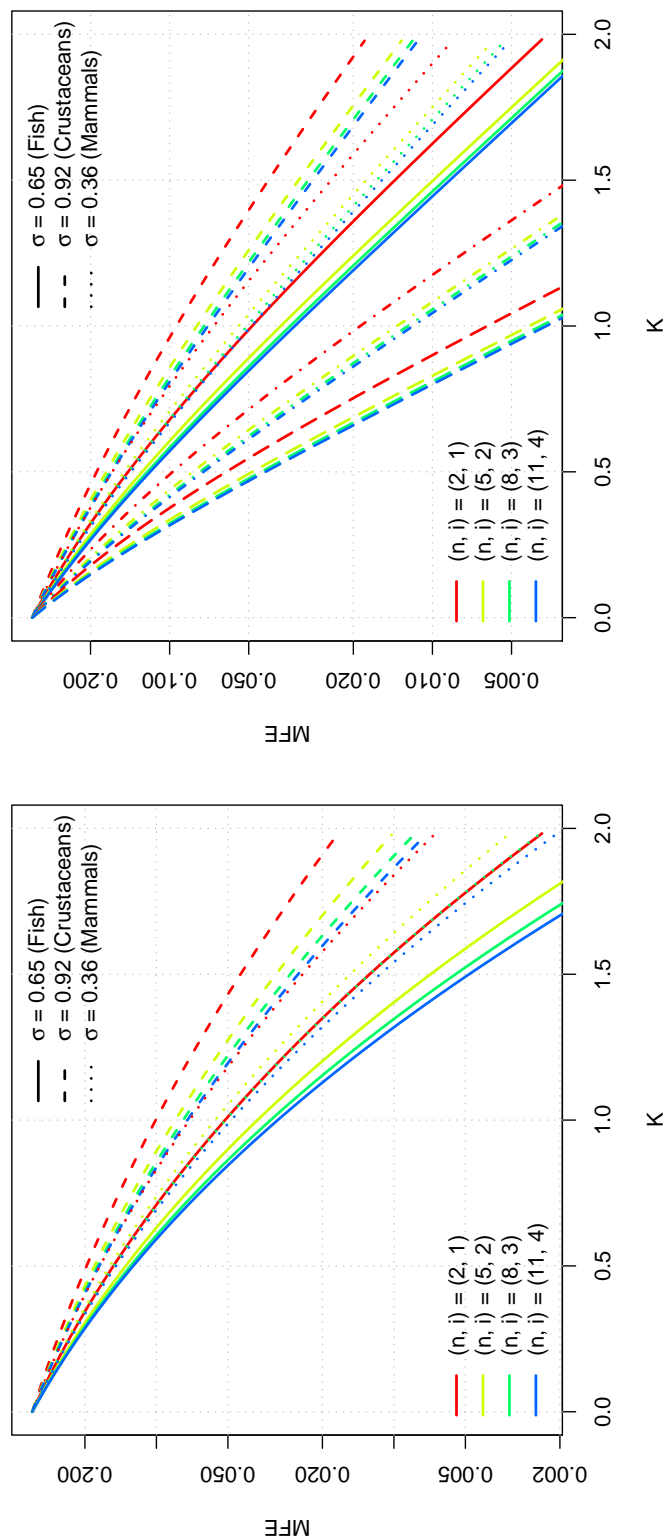 MFE
0.200
0.050
0.020
0.005
0.002
0.0
0.5
1.0
1.5
2.0
K
σ = 0.65 (Fish)
σ = 0.92 (Crustaceans)
σ = 0.36 (Mammals)
(n, i) = (2, 1)
(n, i) = (5, 2)
(n, i) = (8, 3)
(n, i) = (11, 4)
MFE
0.200
0.100
0.050
0.020
0.010
0.005
0.0
0.5
1.0
1.5
2.0
K
σ = 0.65 (Fish)
σ = 0.92 (Crustaceans)
σ = 0.36 (Mammals)
(n, i) = (2, 1)
(n, i) = (5, 2)
(n, i) = (8, 3)
(n, i) = (11, 4)